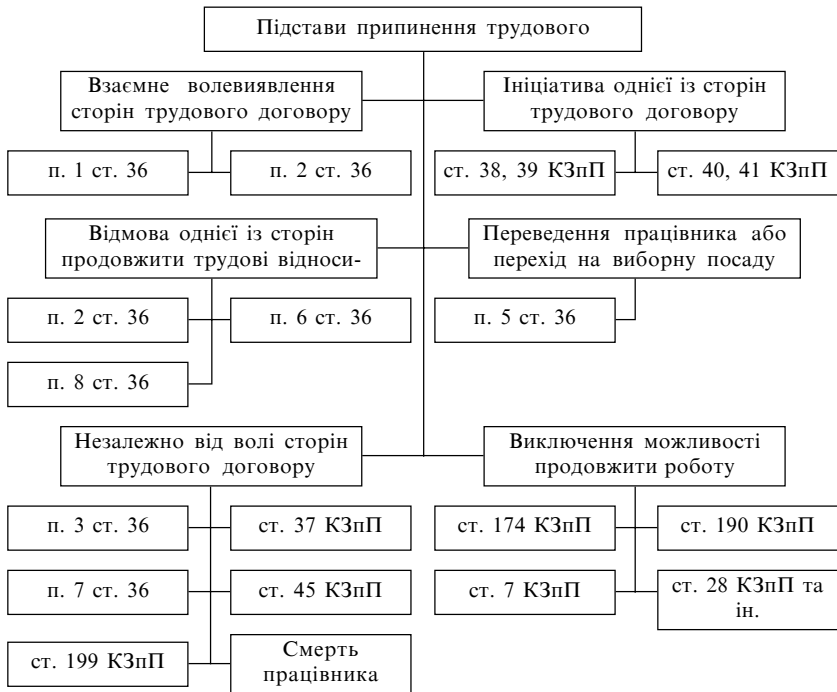 Підстави припинення трудового
Взаємне волевиявлення
сторін трудового договору
Ініціатива однієї із сторін
трудового договору
п. 1 ст. 36
п. 2 ст. 36
ст. 38, 39 КЗпП
ст. 40, 41 КЗпП
Відмова однієї із сторін
продовжити трудові відноси-
Переведення працівника або
перехід на виборну посаду
п. 2 ст. 36
п. 6 ст. 36
п. 5 ст. 36
п. 8 ст. 36
Незалежно від волі сторін
трудового договору
Виключення можливості
продовжити роботу
п. 3 ст. 36
ст. 37 КЗпП
ст. 174 КЗпП
ст. 190 КЗпП
п. 7 ст. 36
ст. 45 КЗпП
ст. 7 КЗпП
ст. 28 КЗпП та
ін.
ст. 199 КЗпП
Смерть
працівника